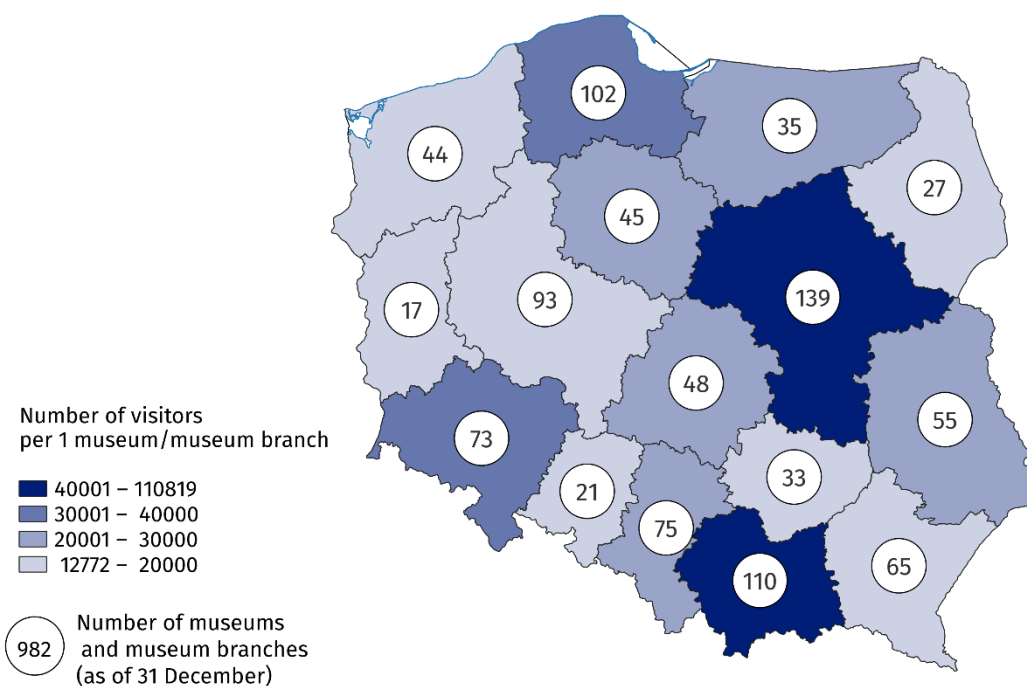 102
35
44
27
45
139
93
17
48
55
73
33
21
75
65
110
Number of visitors
per 1 museum/museum branch
40001 – 110819
30001 – 40000
20001 – 30000
12772 – 20000
982
Number of museums
and museum branches
(as of 31 December)